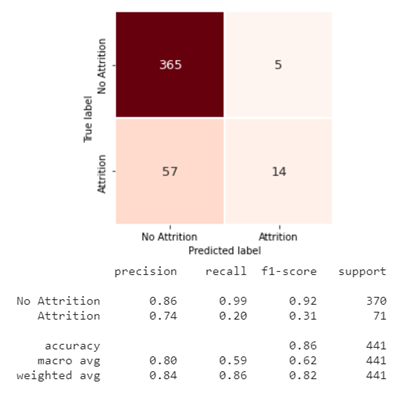 No Attrition
365
5
True label
Attrition
57
14
No Attrition Attrition
Predicted label
precision recall f1-score support
No Attrition 0.86 0.99 0.92 370
Attrition 0.74 0.20 0.31 71
accuracy 0.86 441
macro avg 0.80 0.59 0.62 441
weighted avg 0.84 0.86 0.82 441